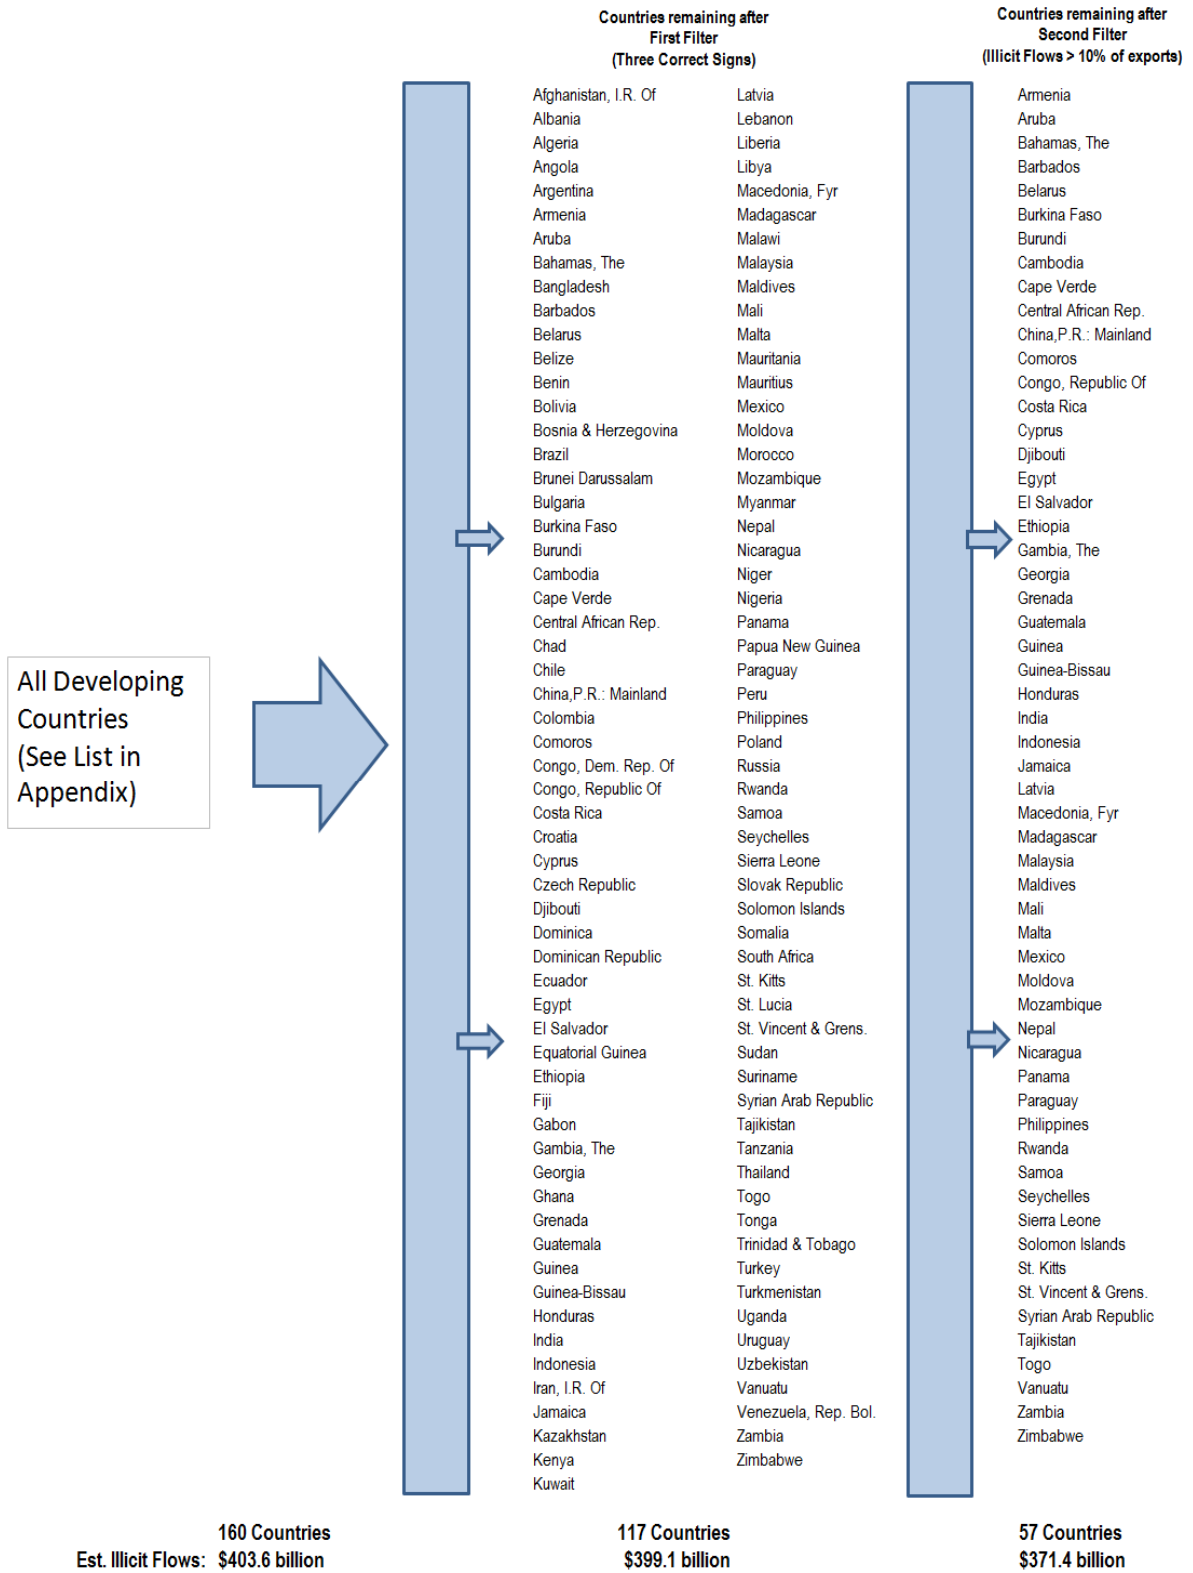 Countries remaining after
First Filter
(Three Correct Signs)
Countries remaining after
Second Filter
(Illicit Flows > 10% of exports)
All Developing
Countries
(See List in
Appendix)
Afghanistan, I.R. Of
Albania
Algeria
Angola
Argentina
Armenia
Aruba
Bahamas, The
Bangladesh
Barbados
Belarus
Belize
Benin
Bolivia
Bosnia & Herzegovina
Brazil
Brunei Darussalam
Bulgaria
Burkina Faso
Burundi
Cambodia
Cape Verde
Central African Rep.
Chad
Chile
China,P.R.: Mainland
Colombia
Comoros
Congo, Dem. Rep. Of
Congo, Republic Of
Costa Rica
Croatia
Cyprus
Czech Republic
Djibouti
Dominica
Dominican Republic
Ecuador
Egypt
El Salvador
Equatorial Guinea
Ethiopia
Fiji
Gabon
Gambia, The
Georgia
Ghana
Grenada
Guatemala
Guinea
Guinea-Bissau
Honduras
India
Indonesia
Iran, I.R. Of
Jamaica
Kazakhstan
Kenya
Kuwait
Latvia
Lebanon
Liberia
Libya
Macedonia, Fyr
Madagascar
Malawi
Malaysia
Maldives
Mali
Malta
Mauritania
Mauritius
Mexico
Moldova
Morocco
Mozambique
Myanmar
Nepal
Nicaragua
Niger
Nigeria
Panama
Papua New Guinea
Paraguay
Peru
Philippines
Poland
Russia
Rwanda
Samoa
Seychelles
Sierra Leone
Slovak Republic
Solomon Islands
Somalia
South Africa
St. Kitts
St. Lucia
St. Vincent & Grens.
Sudan
Suriname
Syrian Arab Republic
Tajikistan
Tanzania
Thailand
Togo
Tonga
Trinidad & Tobago
Turkey
Turkmenistan
Uganda
Uruguay
Uzbekistan
Vanuatu
Venezuela, Rep. Bol.
Zambia
Zimbabwe
Armenia
Aruba
Bahamas, The
Barbados
Belarus
Burkina Faso
Burundi
Cambodia
Cape Verde
Central African Rep.
China,P.R.: Mainland
Comoros
Congo, Republic Of
Costa Rica
Cyprus
Djibouti
Egypt
El Salvador
Ethiopia
Gambia, The
Georgia
Grenada
Guatemala
Guinea
Guinea-Bissau
Honduras
India
Indonesia
Jamaica
Latvia
Macedonia, Fyr
Madagascar
Malaysia
Maldives
Mali
Malta
Mexico
Moldova
Mozambique
Nepal
Nicaragua
Panama
Paraguay
Philippines
Rwanda
Samoa
Seychelles
Sierra Leone
Solomon Islands
St. Kitts
St. Vincent & Grens.
Syrian Arab Republic
Tajikistan
Togo
Vanuatu
Zambia
Zimbabwe
160 Countries 117 Countries 57 Countries
Est. Illicit Flows: $403.6 billion $399.1 billion $371.4 billion